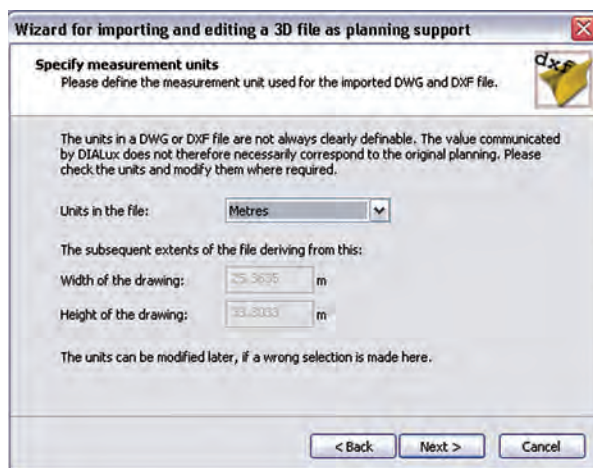 Wizard for importing and editing a 3D file as planning support
Specify measurement units
Please define the measurement unit used for the imported DWG and DXF file.
dxf
The units in a DWG or DXF file are not always clearly definable. The value communicated
by DIALux does not therefore necessarily correspond to the original planning. Please
check the units and modify them where required.
Units in the file: Metres
The subsequent extents of the file deriving from this:
Width of the drawing: m
Height of the drawing: m
The units can be modified later, if a wrong selection is made here.
< Back Next > Cancel